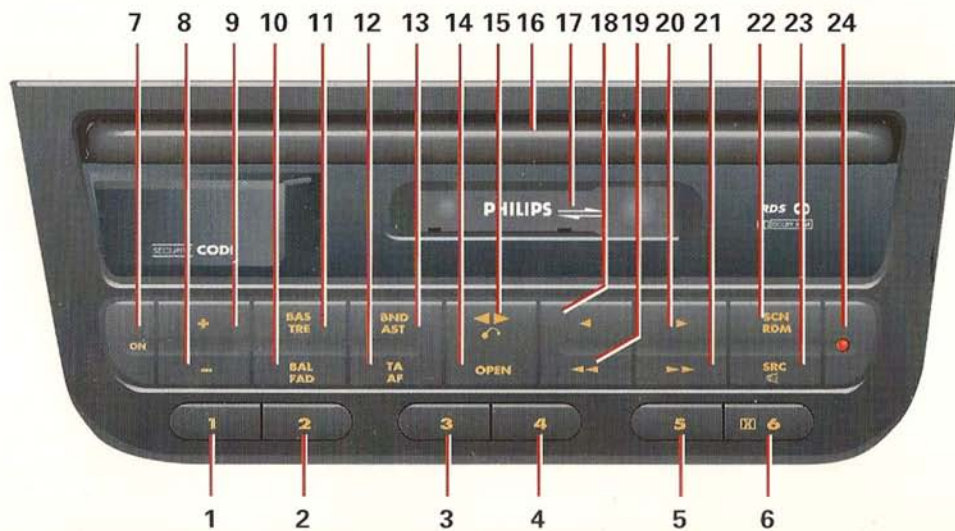 7 8 9 10 11 12 13 14 15 16 17 18 19 20 21 22 23 24
PHILIPS
RDS
SECURITY CODE
ON
+
BAS
TRE
BND
AST
SCN
RDM
−
BAL
FAD
TA
AF
OPEN
SRC
1 2 3 4 5 6
1 2 3 4 5 6